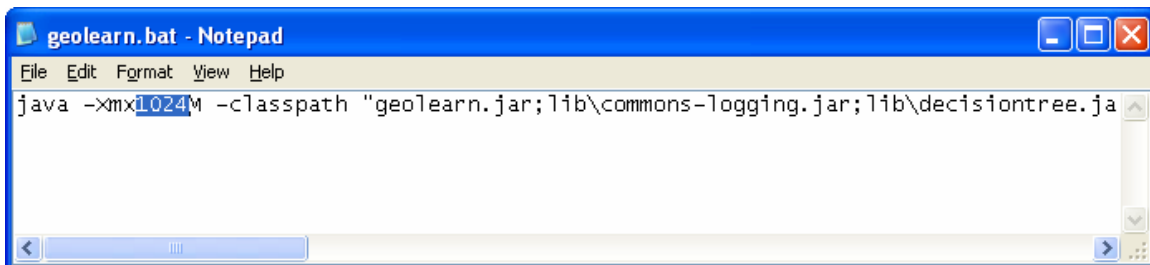 geolearn.bat - Notepad
File Edit Format View Help
java -Xmx1024M -classpath "geolearn.jar;lib\commons-logging.jar;lib\decisiontree.ja